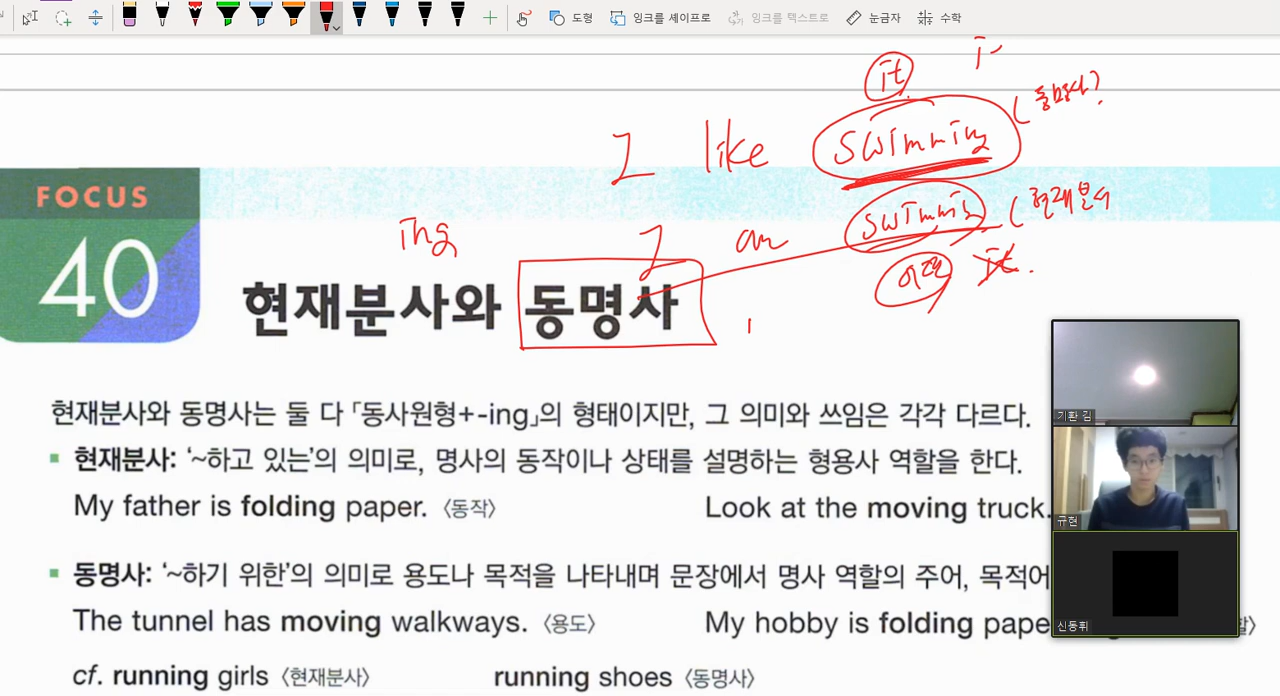 도형 잉크를 셰이프로 잉크를 텍스트로 눈금자 수학
it
I like swimming (동명사?
FOCUS
40
ing
I am swimming (현재분사
it.
현재분사와 동명사
현재분사와 동명사는 둘 다 「동사원형+-ing」의 형태이지만, 그 의미와 쓰임은 각각 다르다.
현재분사: ‘~하고 있는’의 의미로, 명사의 동작이나 상태를 설명하는 형용사 역할을 한다.
My father is folding paper. 〈동작〉 Look at the moving truck.
동명사: ‘~하기 위한’의 의미로 용도나 목적을 나타내며 문장에서 명사 역할의 주어, 목적어
The tunnel has moving walkways. 〈용도〉 My hobby is folding pape
cf. running girls 〈현재분사〉 running shoes 〈동명사〉
기환 김
규현
신동휘